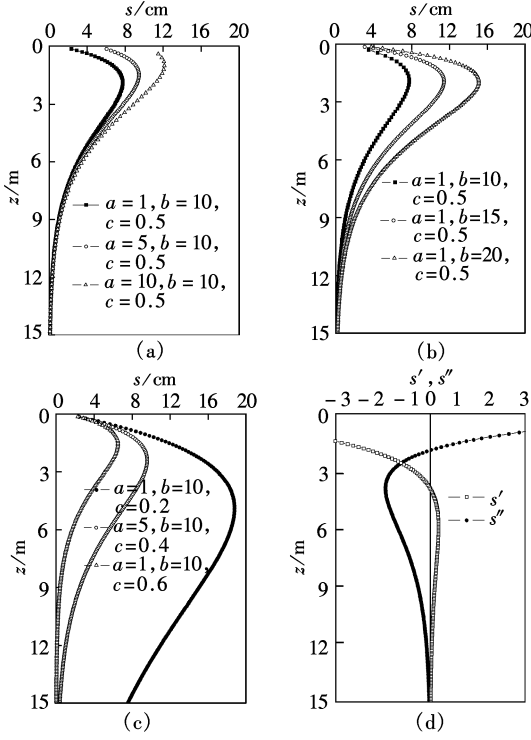 s/cm
0 4 8 12 16 20
0
3
6
9
12
15
z/m
a=1, b=10,
c=0.5
a=5, b=10,
c=0.5
a=10, b=10,
c=0.5
(a)
s/cm
0 4 8 12 16 20
0
3
6
9
12
15
z/m
a=1, b=10,
c=0.5
a=1, b=15,
c=0.5
a=1, b=20,
c=0.5
(b)
s/cm
0 4 8 12 16 20
0
3
6
9
12
15
z/m
a=1, b=10,
c=0.2
a=5, b=10,
c=0.4
a=1, b=10,
c=0.6
(c)
s′, s″
-3 -2 -1 0 1 2 3
0
3
6
9
12
15
z/m
s′
s″
(d)